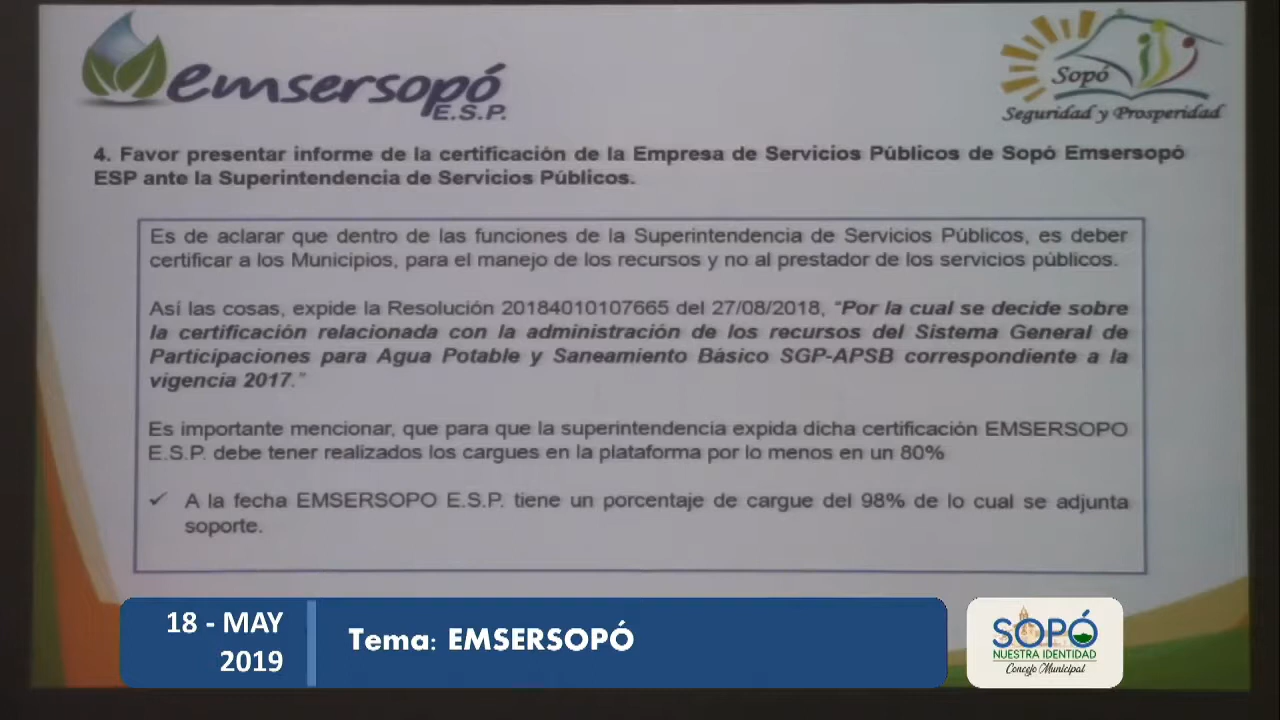 emsersopó
E.S.P.
Sopó
Seguridad y Prosperidad
4. Favor presentar informe de la certificación de la Empresa de Servicios Públicos de Sopó Emsersopó
ESP ante la Superintendencia de Servicios Públicos.
Es de aclarar que dentro de las funciones de la Superintendencia de Servicios Públicos, es deber
certificar a los Municipios, para el manejo de los recursos y no al prestador de los servicios públicos.
Así las cosas, expide la Resolución 20184010107665 del 27/08/2018, “Por la cual se decide sobre
la certificación relacionada con la administración de los recursos del Sistema General de
Participaciones para Agua Potable y Saneamiento Básico SGP-APSB correspondiente a la
vigencia 2017.”
Es importante mencionar, que para que la superintendencia expida dicha certificación EMSERSOPO
E.S.P. debe tener realizados los cargues en la plataforma por lo menos en un 80%
✓ A la fecha EMSERSOPO E.S.P. tiene un porcentaje de cargue del 98% de lo cual se adjunta
soporte.
18 - MAY
2019
Tema: EMSERSOPÓ
SOPÓ
NUESTRA IDENTIDAD
Concejo Municipal